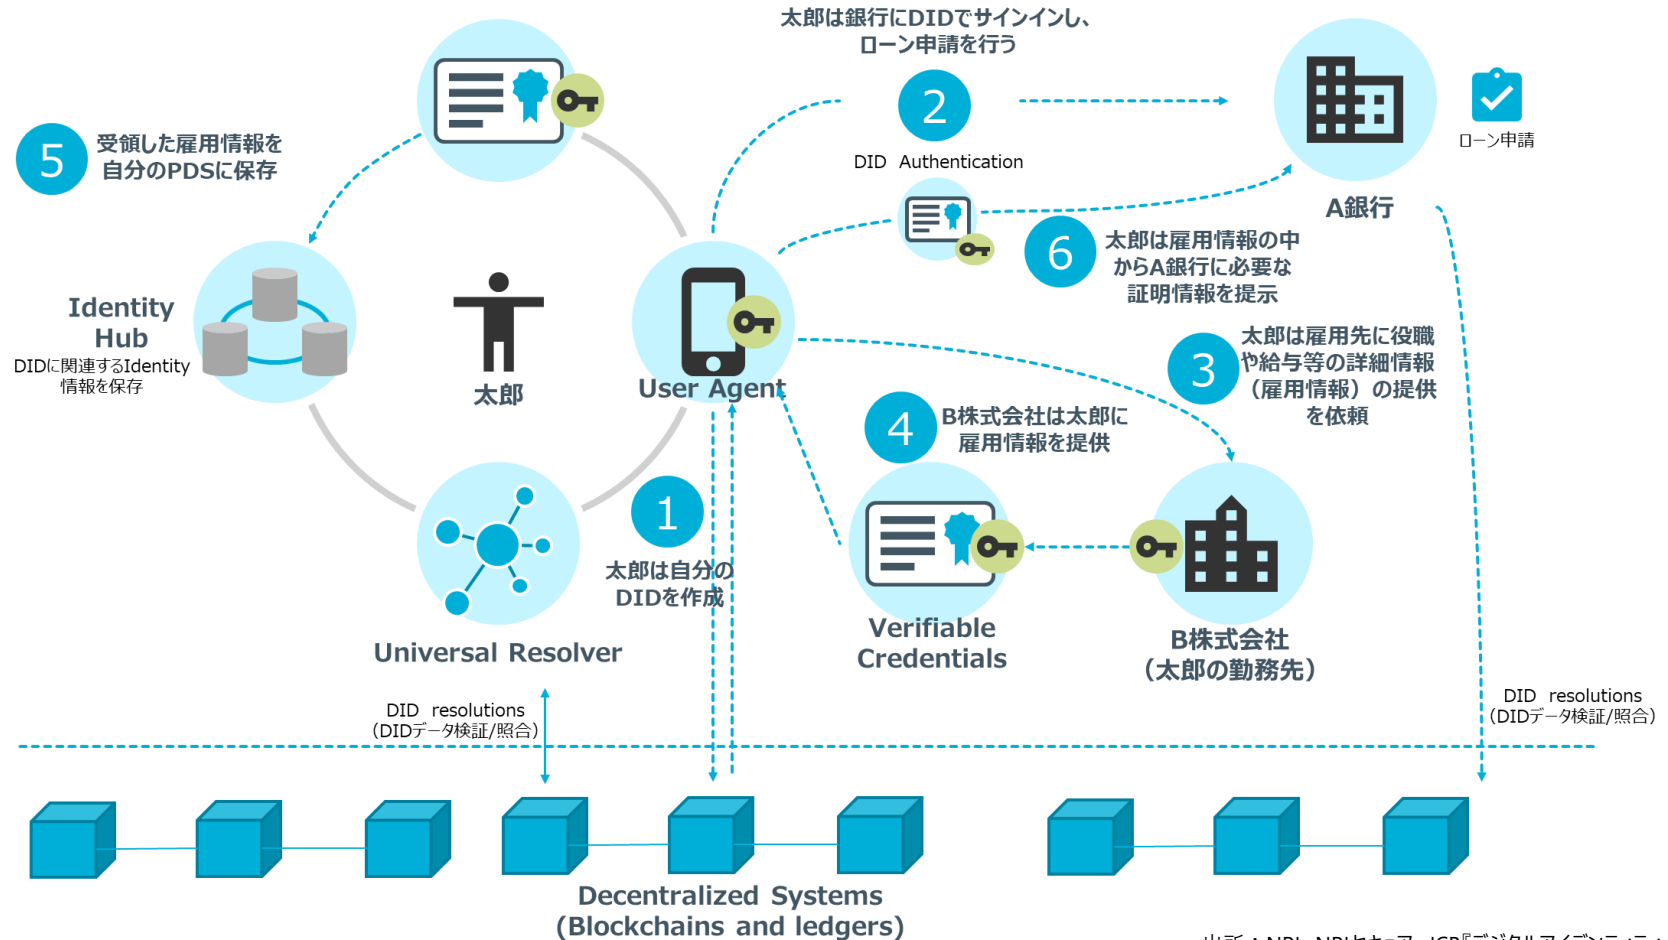 太郎は銀行にDIDでサインインし、
ローン申請を行う
2
DID Authentication
ローン申請
A銀行
5
受領した雇用情報を
自分のPDSに保存
6
太郎は雇用情報の中
からA銀行に必要な
証明情報を提示
Identity
Hub
DIDに関連するIdentity
情報を保存
太郎
User Agent
3
太郎は雇用先に役職
や給与等の詳細情報
（雇用情報）の提供
を依頼
4
B株式会社は太郎に
雇用情報を提供
1
太郎は自分の
DIDを作成
Universal Resolver
Verifiable
Credentials
B株式会社
（太郎の勤務先）
DID resolutions
（DIDデータ検証/照合）
DID resolutions
（DIDデータ検証/照合）
Decentralized Systems
(Blockchains and ledgers)